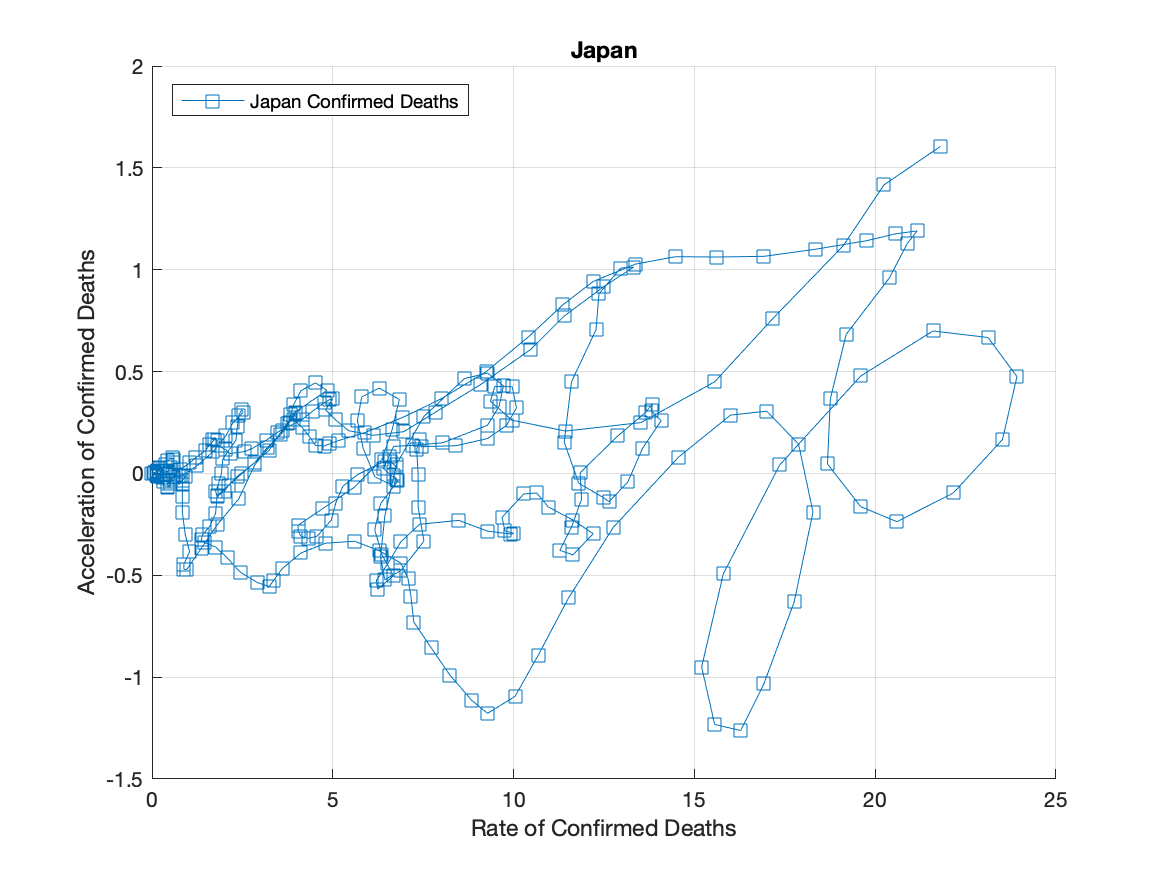 Japan
Japan Confirmed Deaths
2
1.5
1
0.5
0
-0.5
-1
-1.5
Acceleration of Confirmed Deaths
0 5 10 15 20 25
Rate of Confirmed Deaths